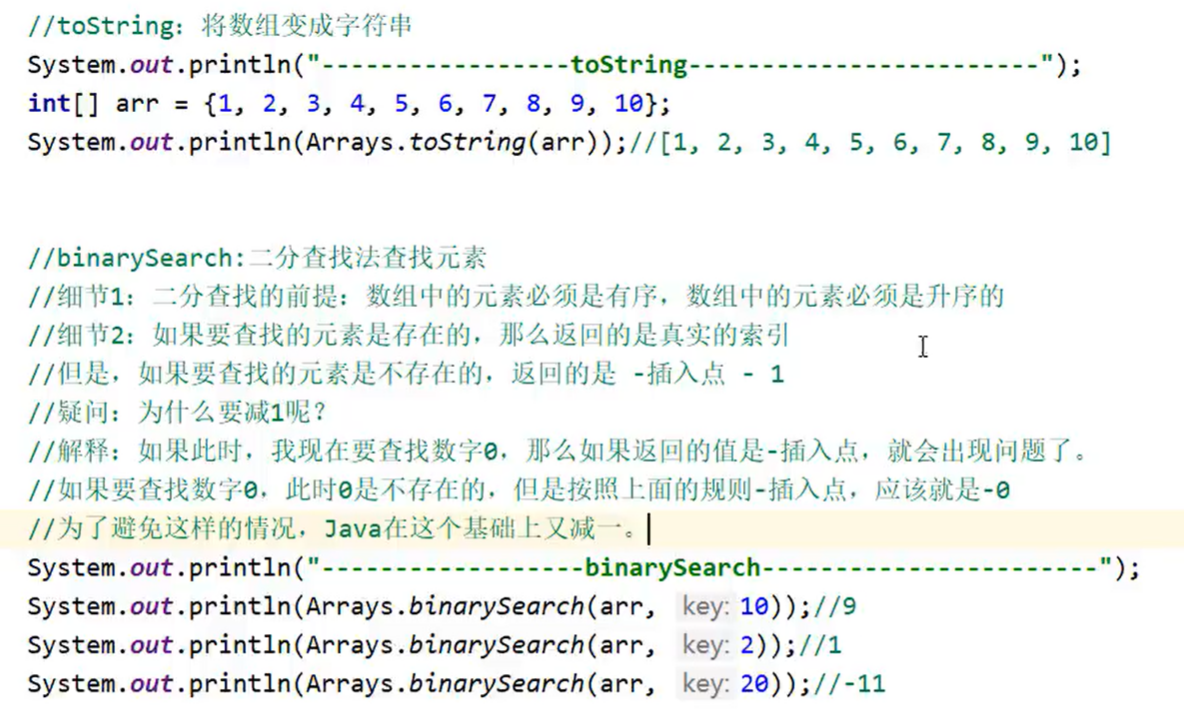 //toString：将数组变成字符串
System.out.println("-----------------toString------------------------");
int[] arr = {1, 2, 3, 4, 5, 6, 7, 8, 9, 10};
System.out.println(Arrays.toString(arr));//[1, 2, 3, 4, 5, 6, 7, 8, 9, 10]
//binarySearch:二分查找法查找元素
//细节1：二分查找的前提：数组中的元素必须是有序，数组中的元素必须是升序的
//细节2：如果要查找的元素是存在的，那么返回的是真实的索引
//但是，如果要查找的元素是不存在的，返回的是 -插入点 - 1
//疑问：为什么要减1呢？
//解释：如果此时，我现在要查找数字0，那么如果返回的值是-插入点，就会出现问题了。
//如果要查找数字0，此时0是不存在的，但是按照上面的规则-插入点，应该就是-0
//为了避免这样的情况，Java在这个基础上又减一。
System.out.println("------------------binarySearch-----------------------");
System.out.println(Arrays.binarySearch(arr, key: 10));//9
System.out.println(Arrays.binarySearch(arr, key: 2));//1
System.out.println(Arrays.binarySearch(arr, key: 20));//-11